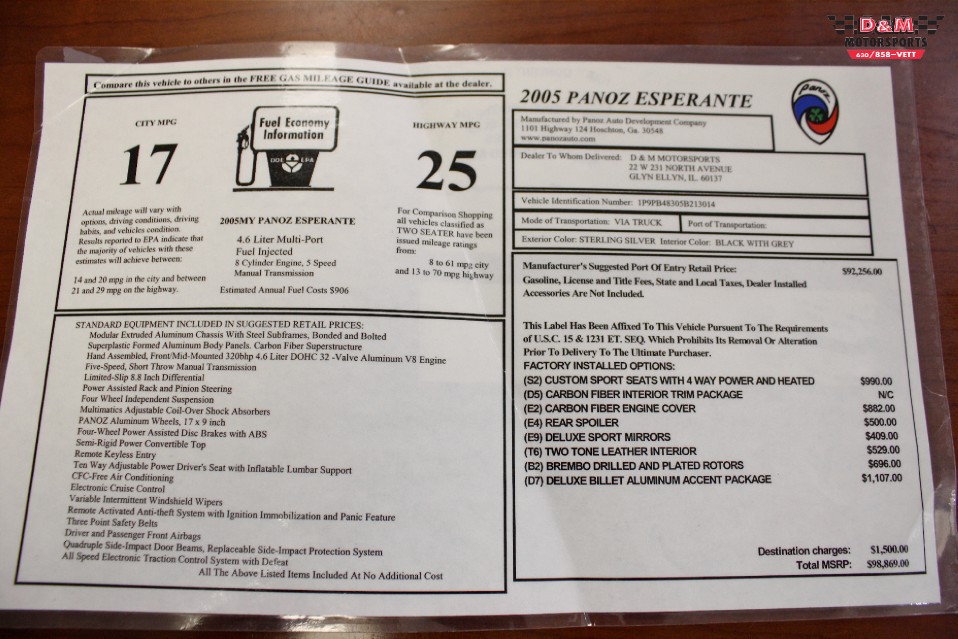 D&M
MOTORSPORTS
630/858-VETT
Compare this vehicle to others in the FREE GAS MILEAGE GUIDE available at the dealer.
CITY MPG
17
Fuel Economy
Information
DOE EPA
HIGHWAY MPG
25
Actual mileage will vary with
options, driving conditions, driving
habits, and vehicles condition.
Results reported to EPA indicate that
the majority of vehicles with these
estimates will achieve between:
14 and 20 mpg in the city and between
21 and 29 mpg on the highway.
2005MY PANOZ ESPERANTE
4.6 Liter Multi-Port
Fuel Injected
8 Cylinder Engine, 5 Speed
Manual Transmission
Estimated Annual Fuel Costs $906
For Comparison Shopping
all vehicles classified as
TWO SEATER have been
issued mileage ratings
from:
8 to 61 mpg city
and 13 to 70 mpg highway
STANDARD EQUIPMENT INCLUDED IN SUGGESTED RETAIL PRICES:
Modular Extruded Aluminum Chassis With Steel Subframes, Bonded and Bolted
Superplastic Formed Aluminum Body Panels. Carbon Fiber Superstructure
Hand Assembled, Front/Mid-Mounted 320bhp 4.6 Liter DOHC 32 -Valve Aluminum V8 Engine
Five-Speed, Short Throw Manual Transmission
Limited-Slip 8.8 Inch Differential
Power Assisted Rack and Pinion Steering
Four Wheel Independent Suspension
Multimatics Adjustable Coil-Over Shock Absorbers
PANOZ Aluminum Wheels, 17 x 9 inch
Four-Wheel Power Assisted Disc Brakes with ABS
Semi-Rigid Power Convertible Top
Remote Keyless Entry
Ten Way Adjustable Power Driver's Seat with Inflatable Lumbar Support
CFC-Free Air Conditioning
Electronic Cruise Control
Variable Intermittent Windshield Wipers
Remote Activated Anti-theft System with Ignition Immobilization and Panic Feature
Three Point Safety Belts
Driver and Passenger Front Airbags
Quadruple Side-Impact Door Beams, Replaceable Side-Impact Protection System
All Speed Electronic Traction Control System with Defeat
All The Above Listed Items Included At No Additional Cost
2005 PANOZ ESPERANTE
Panoz
Manufactured by Panoz Auto Development Company
1101 Highway 124 Hoschton, Ga. 30548
www.panozauto.com
Dealer To Whom Delivered: D & M MOTORSPORTS
22 W 231 NORTH AVENUE
GLYN ELLYN, IL. 60137
Vehicle Identification Number: 1P9PB48305B213014
Mode of Transportation: VIA TRUCK Port of Transportation:
Exterior Color: STERLING SILVER Interior Color: BLACK WITH GREY
Manufacturer's Suggested Port Of Entry Retail Price: $92,256.00
Gasoline, License and Title Fees, State and Local Taxes, Dealer Installed
Accessories Are Not Included.
This Label Has Been Affixed To This Vehicle Pursuant To The Requirements
of U.S.C. 15 & 1231 ET. SEQ. Which Prohibits Its Removal Or Alteration
Prior To Delivery To The Ultimate Purchaser.
FACTORY INSTALLED OPTIONS:
(S2) CUSTOM SPORT SEATS WITH 4 WAY POWER AND HEATED $990.00
(D5) CARBON FIBER INTERIOR TRIM PACKAGE N/C
(E2) CARBON FIBER ENGINE COVER $882.00
(E4) REAR SPOILER $500.00
(E9) DELUXE SPORT MIRRORS $409.00
(T6) TWO TONE LEATHER INTERIOR $529.00
(B2) BREMBO DRILLED AND PLATED ROTORS $696.00
(D7) DELUXE BILLET ALUMINUM ACCENT PACKAGE $1,107.00
Destination charges: $1,500.00
Total MSRP: $98,869.00